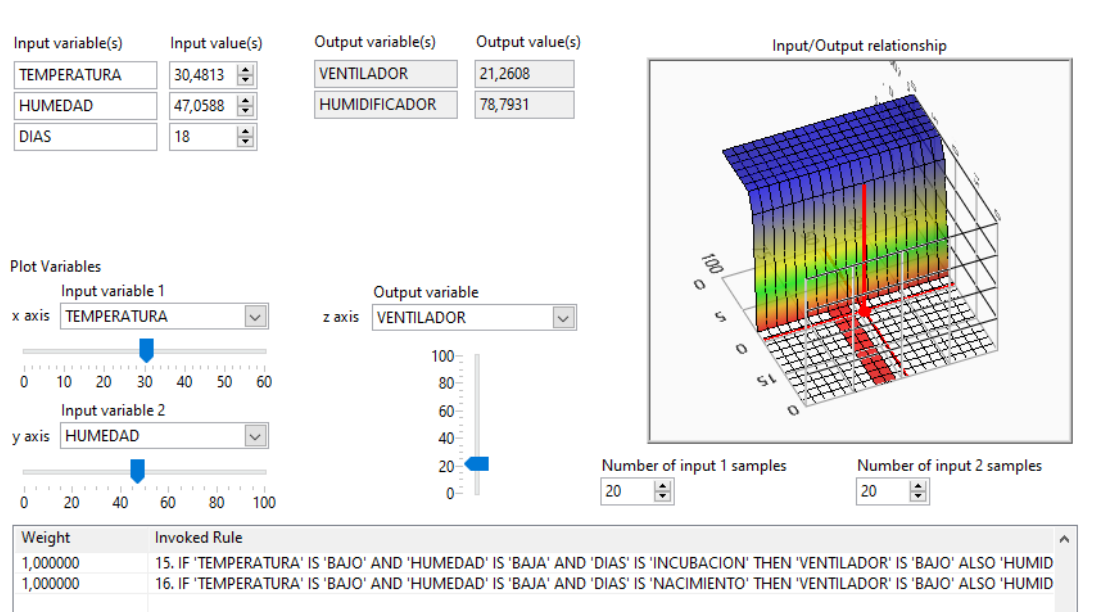 Input variable(s) Input value(s) Output variable(s) Output value(s) Input/Output relationship
TEMPERATURA 30,4813 VENTILADOR 21,2608
HUMEDAD 47,0588 HUMIDIFICADOR 78,7931
DIAS 18
100
0
5
0
15
0
Plot Variables
Input variable 1 Output variable
x axis TEMPERATURA z axis VENTILADOR
0 10 20 30 40 50 60
Input variable 2
y axis HUMEDAD
0 20 40 60 80 100
100
80
60
40
20
0
Number of input 1 samples Number of input 2 samples
20 20
Weight Invoked Rule
1,000000 15. IF 'TEMPERATURA' IS 'BAJO' AND 'HUMEDAD' IS 'BAJA' AND 'DIAS' IS 'INCUBACION' THEN 'VENTILADOR' IS 'BAJO' ALSO 'HUMID
1,000000 16. IF 'TEMPERATURA' IS 'BAJO' AND 'HUMEDAD' IS 'BAJA' AND 'DIAS' IS 'NACIMIENTO' THEN 'VENTILADOR' IS 'BAJO' ALSO 'HUMID